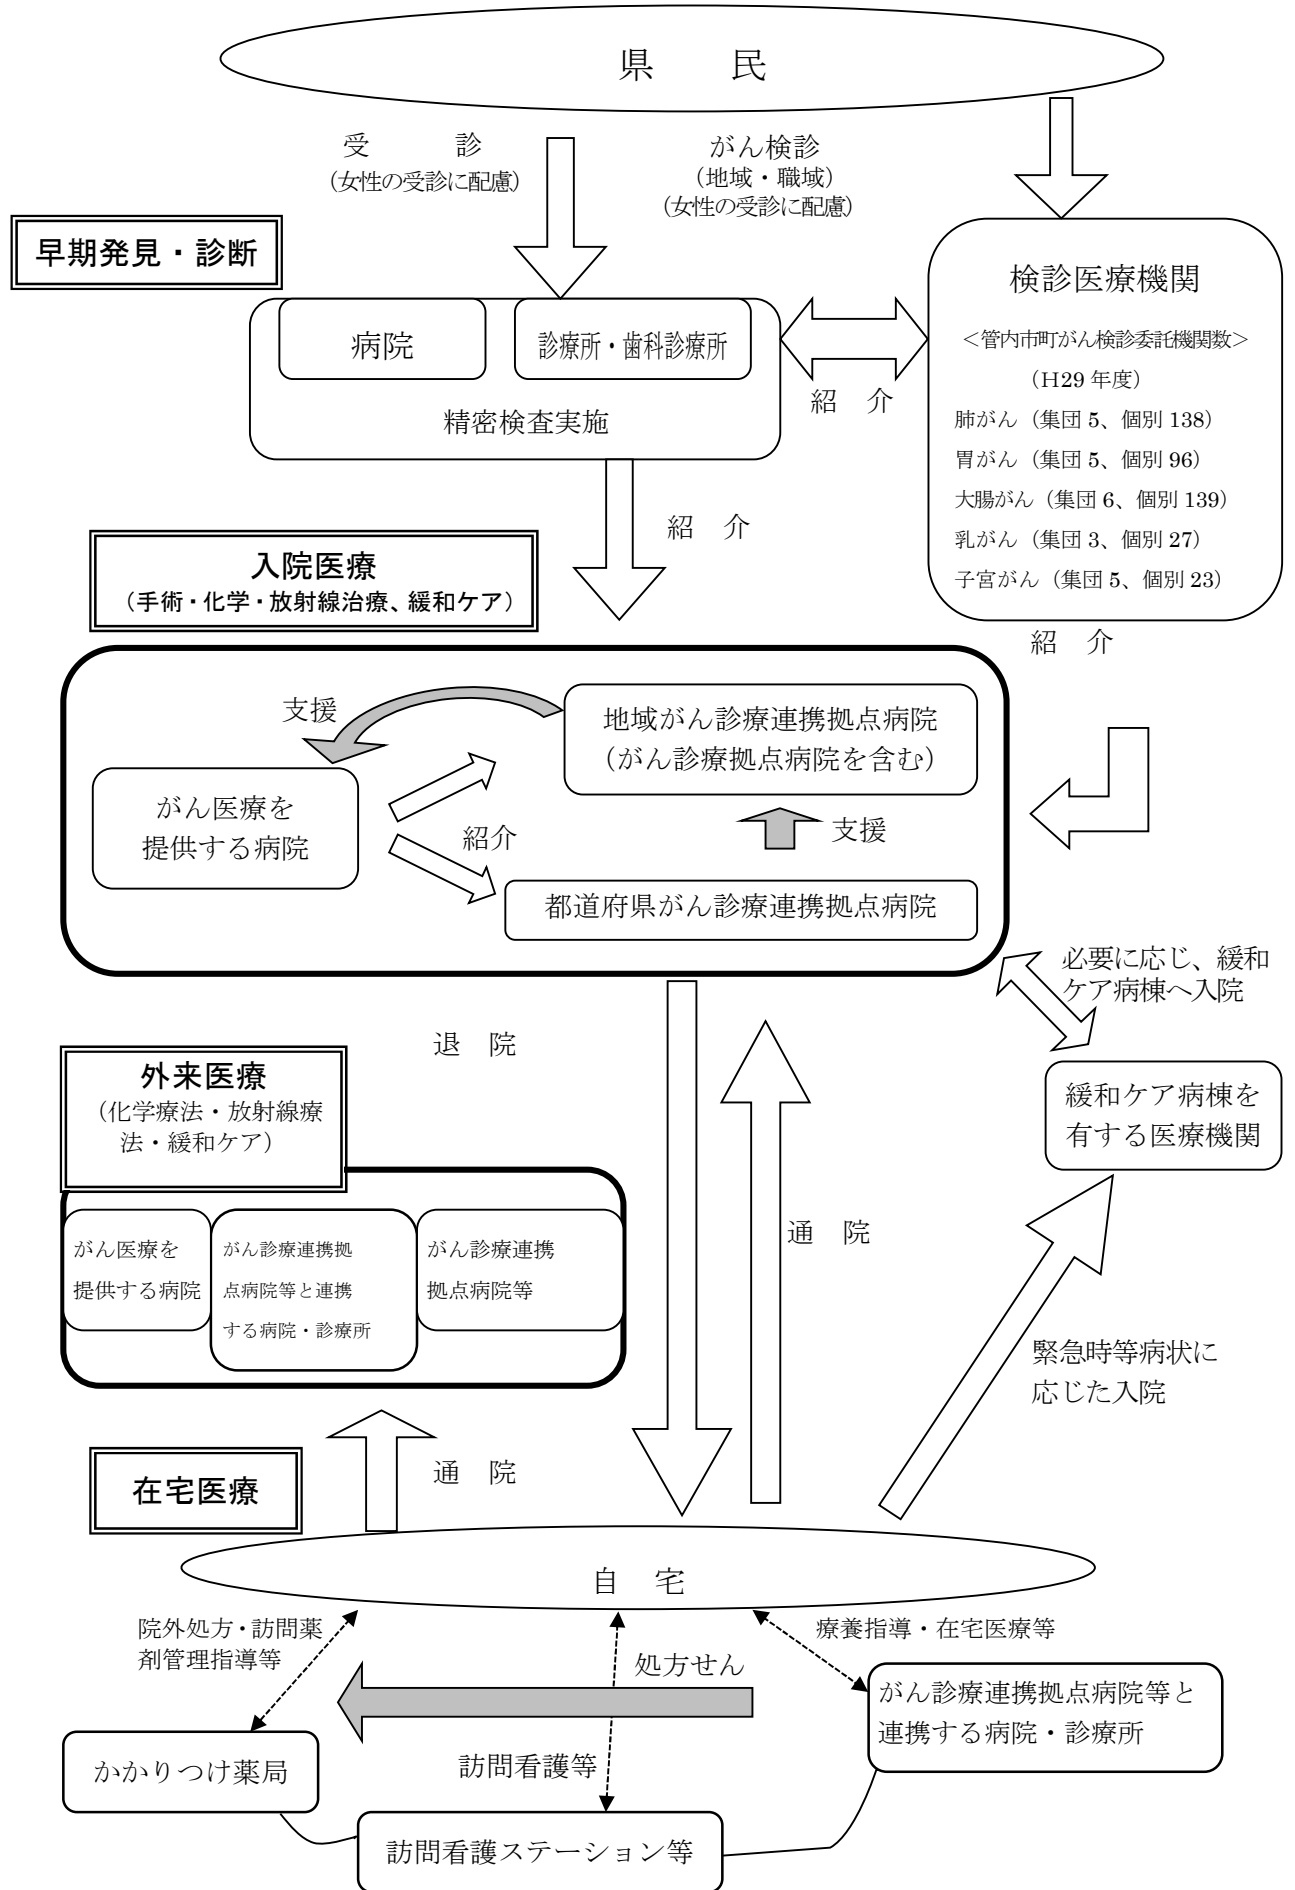 県　　民
受　　　診
（女性の受診に配慮）
がん検診
（地域・職域）
（女性の受診に配慮）
早期発見・診断
病院
診療所・歯科診療所
精密検査実施
紹　介
検診医療機関
＜管内市町がん検診委託機関数＞
（H29 年度）
肺がん（集団 5、個別 138）
胃がん（集団 5、個別 96）
大腸がん（集団 6、個別 139）
乳がん（集団 3、個別 27）
子宮がん（集団 5、個別 23）
紹　介
紹　介
入院医療
（手術・化学・放射線治療、緩和ケア）
支援
地域がん診療連携拠点病院
（がん診療拠点病院を含む）
がん医療を
提供する病院
紹介
支援
都道府県がん診療連携拠点病院
必要に応じ、緩和
ケア病棟へ入院
退　院
緩和ケア病棟を
有する医療機関
外来医療
（化学療法・放射線療
法・緩和ケア）
がん医療を
提供する病院
がん診療連携拠
点病院等と連携
する病院・診療所
がん診療連携
拠点病院等
通　院
緊急時等病状に
応じた入院
通　院
在宅医療
自　宅
院外処方・訪問薬
剤管理指導等
処方せん
療養指導・在宅医療等
がん診療連携拠点病院等と
連携する病院・診療所
かかりつけ薬局
訪問看護等
訪問看護ステーション等